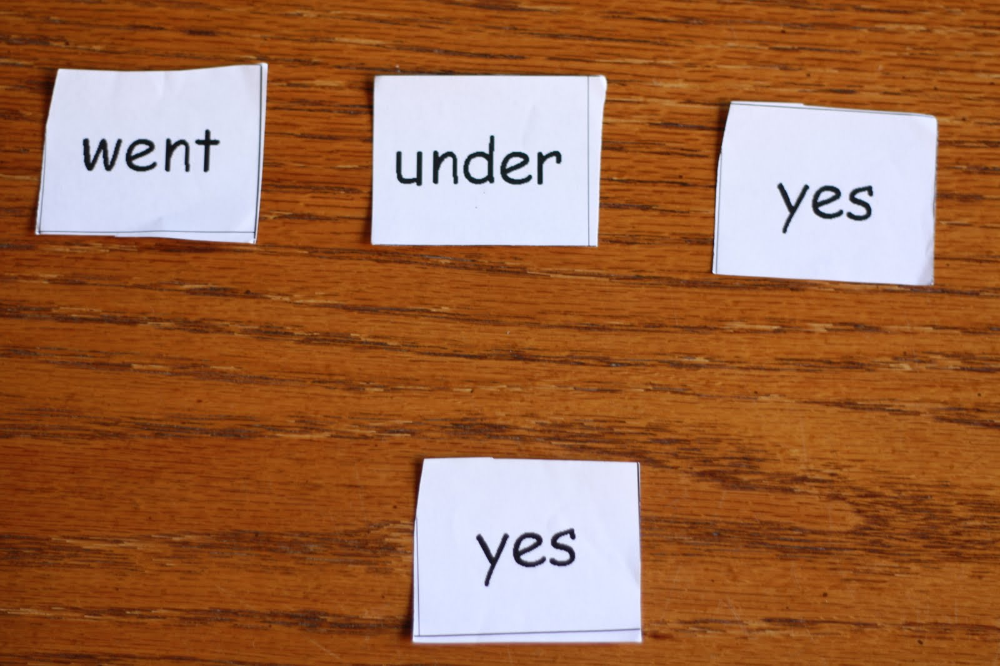 went under yes
yes